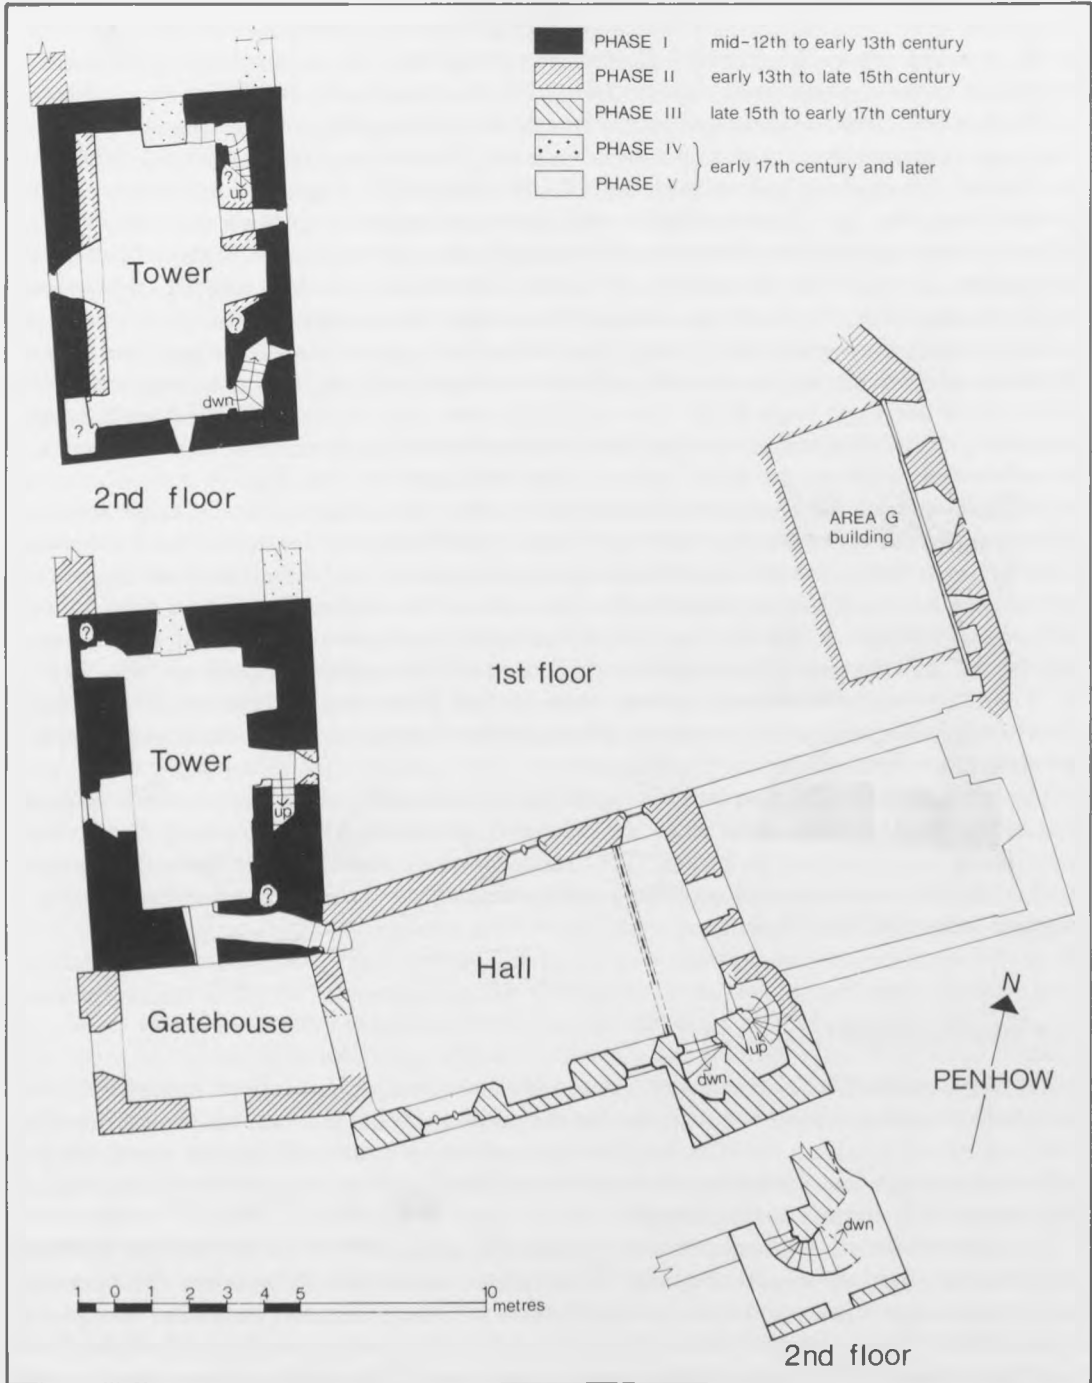 PHASE I mid-12th to early 13th century
PHASE II early 13th to late 15th century
PHASE III late 15th to early 17th century
PHASE IV
early 17th century and later
PHASE V
?
up
Tower
?
dwn
?
2nd floor
AREA G
building
?
1st floor
Tower
up
?
Hall
Gatehouse
N
up
dwn
PENHOW
dwn
1 0 1 2 3 4 5 10
metres
2nd floor